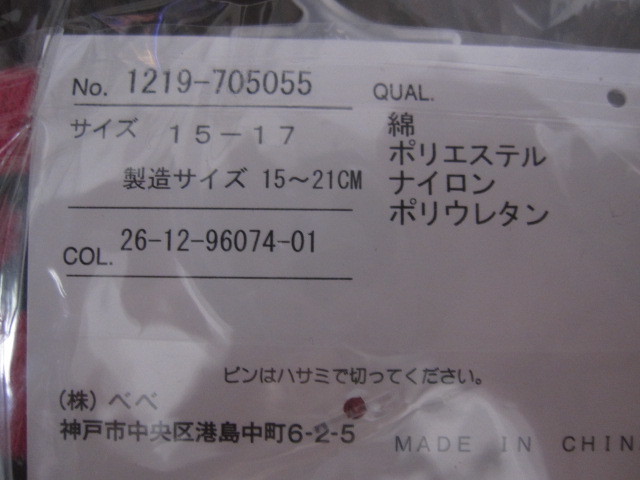 No. 1219-705055
サイズ 15-17
製造サイズ 15～21CM
COL. 26-12-96074-01
QUAL.
綿
ポリエステル
ナイロン
ポリウレタン
ピンはハサミで切ってください。
(株) べべ
神戸市中央区港島中町6-2-5
MADE IN CHIN